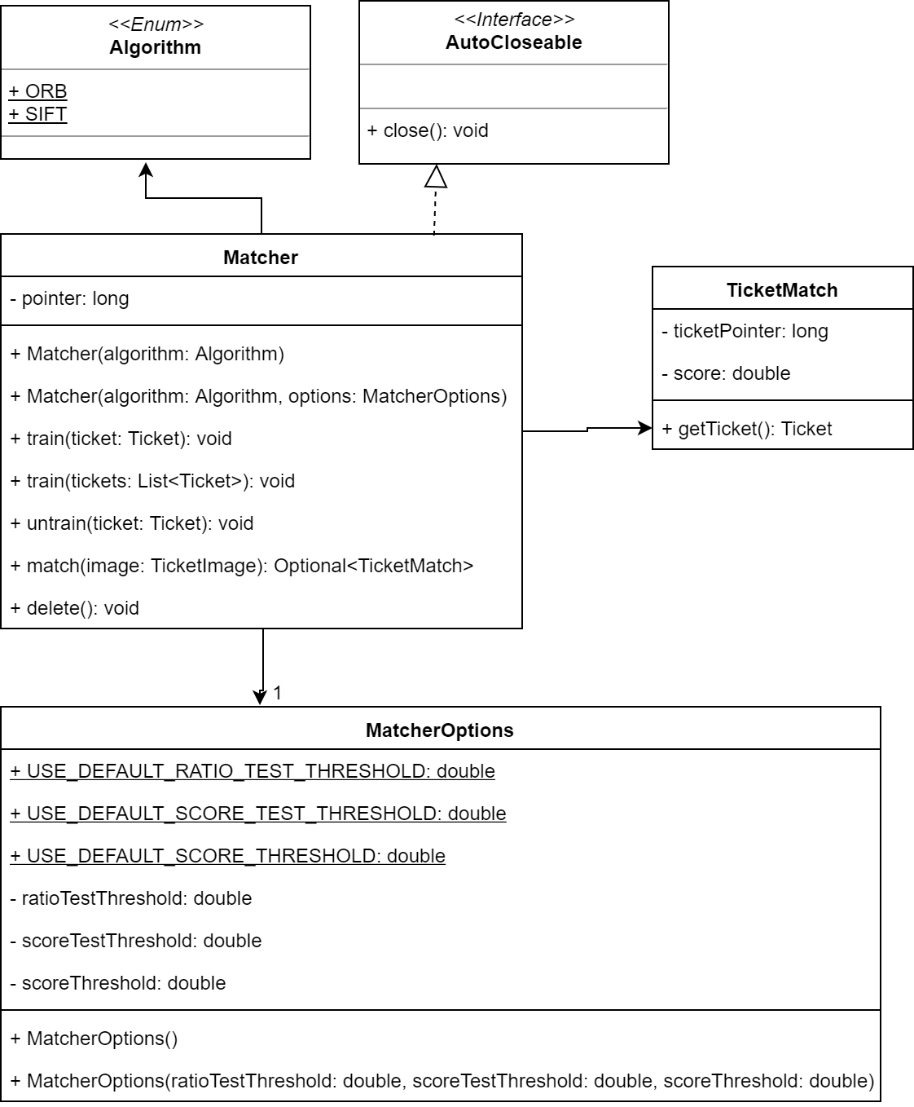 <<Enum>>
Algorithm
+ ORB
+ SIFT
<<Interface>>
AutoCloseable
+ close(): void
Matcher
- pointer: long
+ Matcher(algorithm: Algorithm)
+ Matcher(algorithm: Algorithm, options: MatcherOptions)
+ train(ticket: Ticket): void
+ train(tickets: List<Ticket>): void
+ untrain(ticket: Ticket): void
+ match(image: TicketImage): Optional<TicketMatch>
+ delete(): void
TicketMatch
- ticketPointer: long
- score: double
+ getTicket(): Ticket
1
MatcherOptions
+ USE_DEFAULT_RATIO_TEST_THRESHOLD: double
+ USE_DEFAULT_SCORE_TEST_THRESHOLD: double
+ USE_DEFAULT_SCORE_THRESHOLD: double
- ratioTestThreshold: double
- scoreTestThreshold: double
- scoreThreshold: double
+ MatcherOptions()
+ MatcherOptions(ratioTestThreshold: double, scoreTestThreshold: double, scoreThreshold: double)